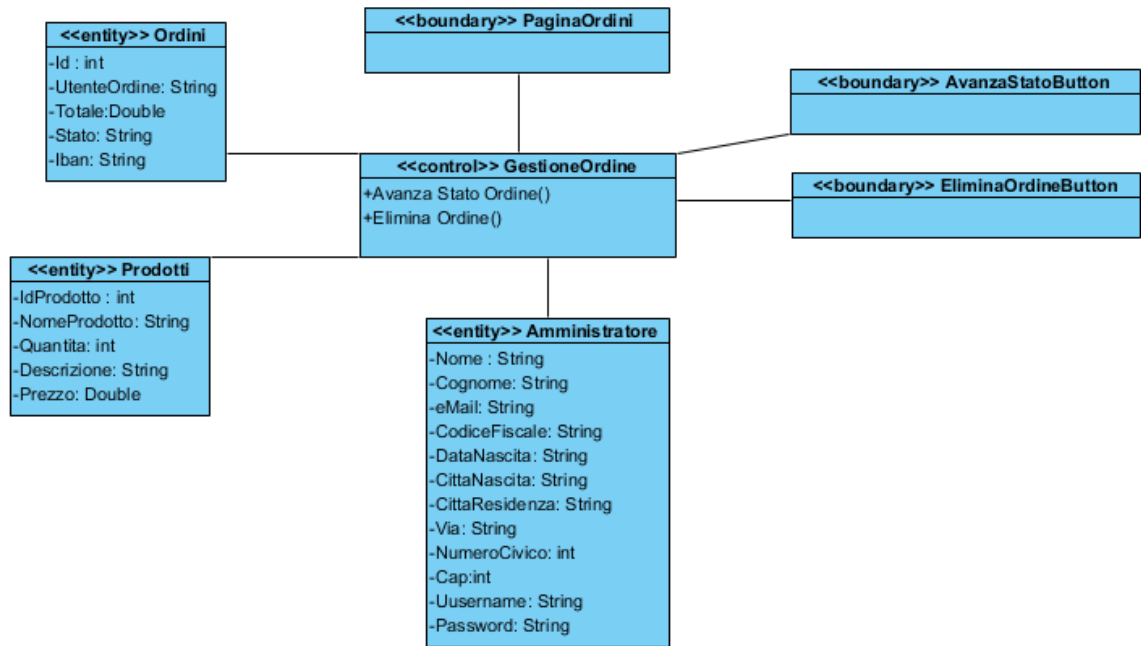 <<entity>> Ordini
-Id : int
-UtenteOrdine: String
-Totale:Double
-Stato: String
-Iban: String
<<boundary>> PaginaOrdini
<<boundary>> AvanzaStatoButton
<<control>> GestioneOrdine
+Avanza Stato Ordine()
+Elimina Ordine()
<<boundary>> EliminaOrdineButton
<<entity>> Prodotti
-IdProdotto : int
-NomeProdotto: String
-Quantita: int
-Descrizione: String
-Prezzo: Double
<<entity>> Amministratore
-Nome : String
-Cognome: String
-eMail: String
-CodiceFiscale: String
-DataNascita: String
-CittaNascita: String
-CittaResidenza: String
-Via: String
-NumeroCivico: int
-Cap:int
-Uusername: String
-Password: String